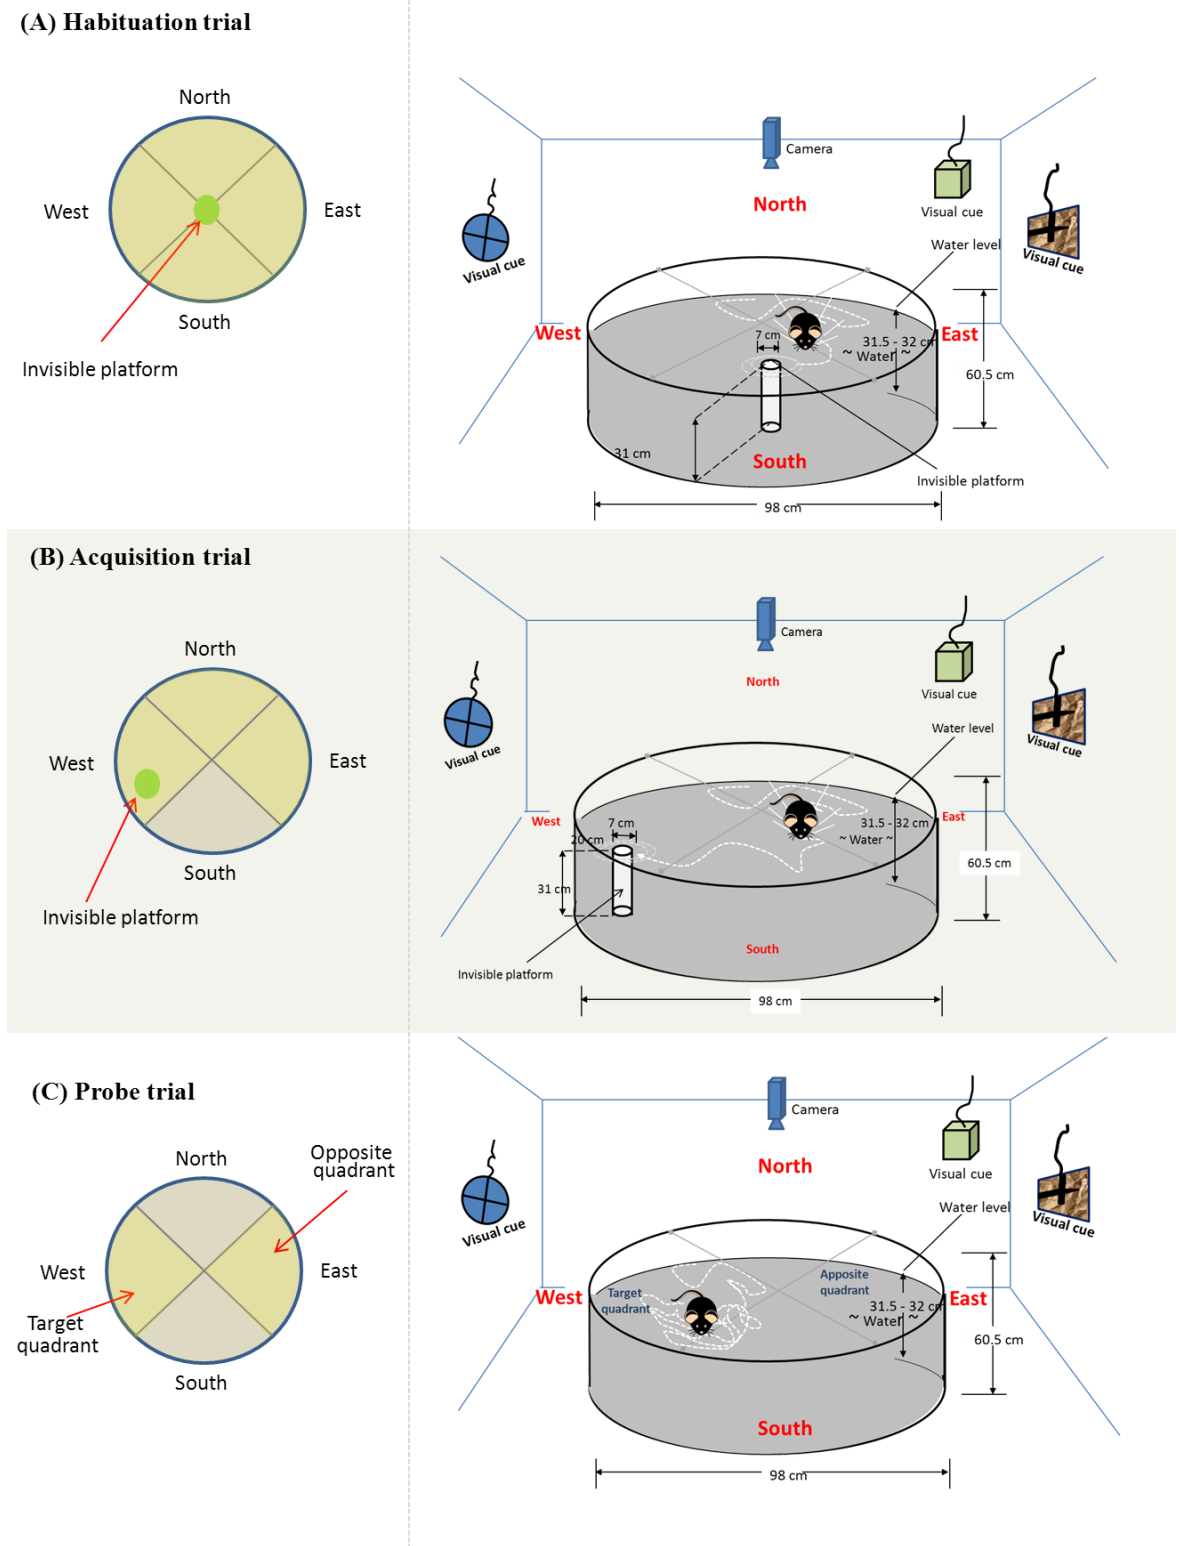 (A) Habituation trial
North
West
East
South
Invisible platform
Camera
Visual cue
North
Visual cue
Visual cue
Water level
West
7 cm
31.5 - 32 cm
~ Water ~
East
60.5 cm
31 cm
South
Invisible platform
98 cm
(B) Acquisition trial
North
West
East
South
Invisible platform
Camera
North
Visual cue
Visual cue
Visual cue
Water level
West
7 cm
20 cm
31.5 - 32 cm
~ Water ~
East
60.5 cm
31 cm
South
Invisible platform
98 cm
(C) Probe trial
North
Opposite
quadrant
West
East
Target
quadrant
South
Camera
North
Visual cue
Visual cue
Visual cue
Water level
West
Target
quadrant
Apposite
quadrant
31.5 - 32 cm
~ Water ~
East
60.5 cm
South
98 cm